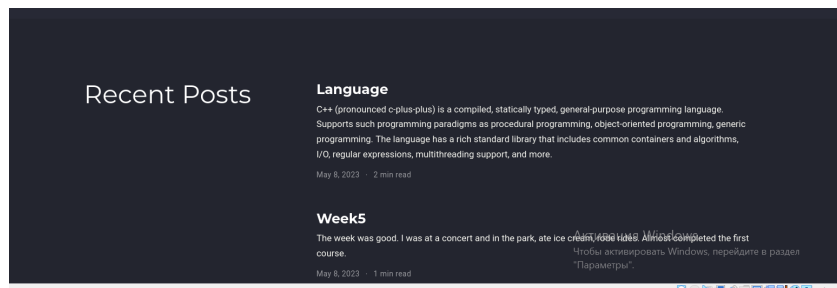 Recent Posts
Language
C++ (pronounced c-plus-plus) is a compiled, statically typed, general-purpose programming language.
Supports such programming paradigms as procedural programming, object-oriented programming, generic
programming. The language has a rich standard library that includes common containers and algorithms,
I/O, regular expressions, multithreading support, and more.
May 8, 2023 · 2 min read
Week5
The week was good. I was at a concert and in the park, ate ice cream, rode rides. Almost completed the first
course.
May 8, 2023 · 1 min read
Активация Windows
Чтобы активировать Windows, перейдите в раздел
"Параметры".